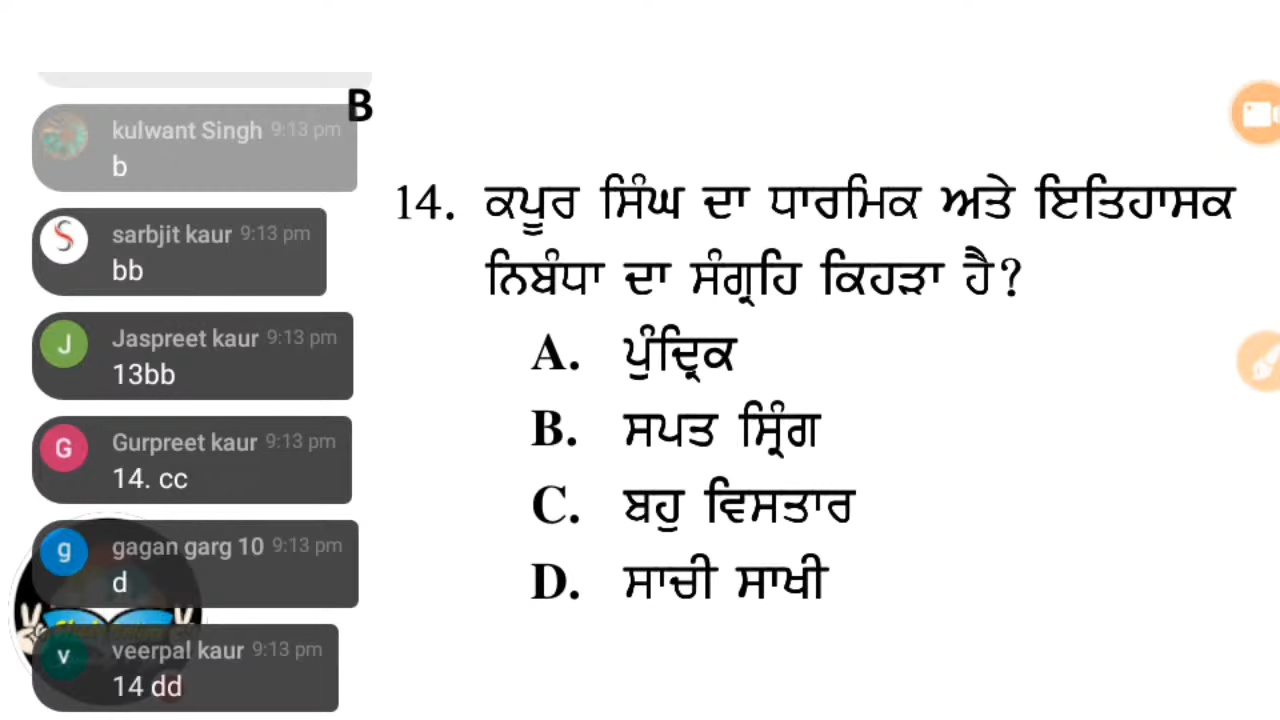 B
kulwant Singh 9:13 pm
b
sarbjit kaur 9:13 pm
bb
J
Jaspreet kaur 9:13 pm
13bb
G
Gurpreet kaur 9:13 pm
14. cc
g
gagan garg 10 9:13 pm
d
v
veerpal kaur 9:13 pm
14 dd
14. ਕਪੂਰ ਸਿੰਘ ਦਾ ਧਾਰਮਿਕ ਅਤੇ ਇਤਿਹਾਸਕ
ਨਿਬੰਧਾ ਦਾ ਸੰਗ੍ਰਹਿ ਕਿਹੜਾ ਹੈ?
A. ਪੁੰਦ੍ਰਿਕ
B. ਸਪਤ ਸ੍ਰਿੰਗ
C. ਬਹੁ ਵਿਸਤਾਰ
D. ਸਾਚੀ ਸਾਖੀ